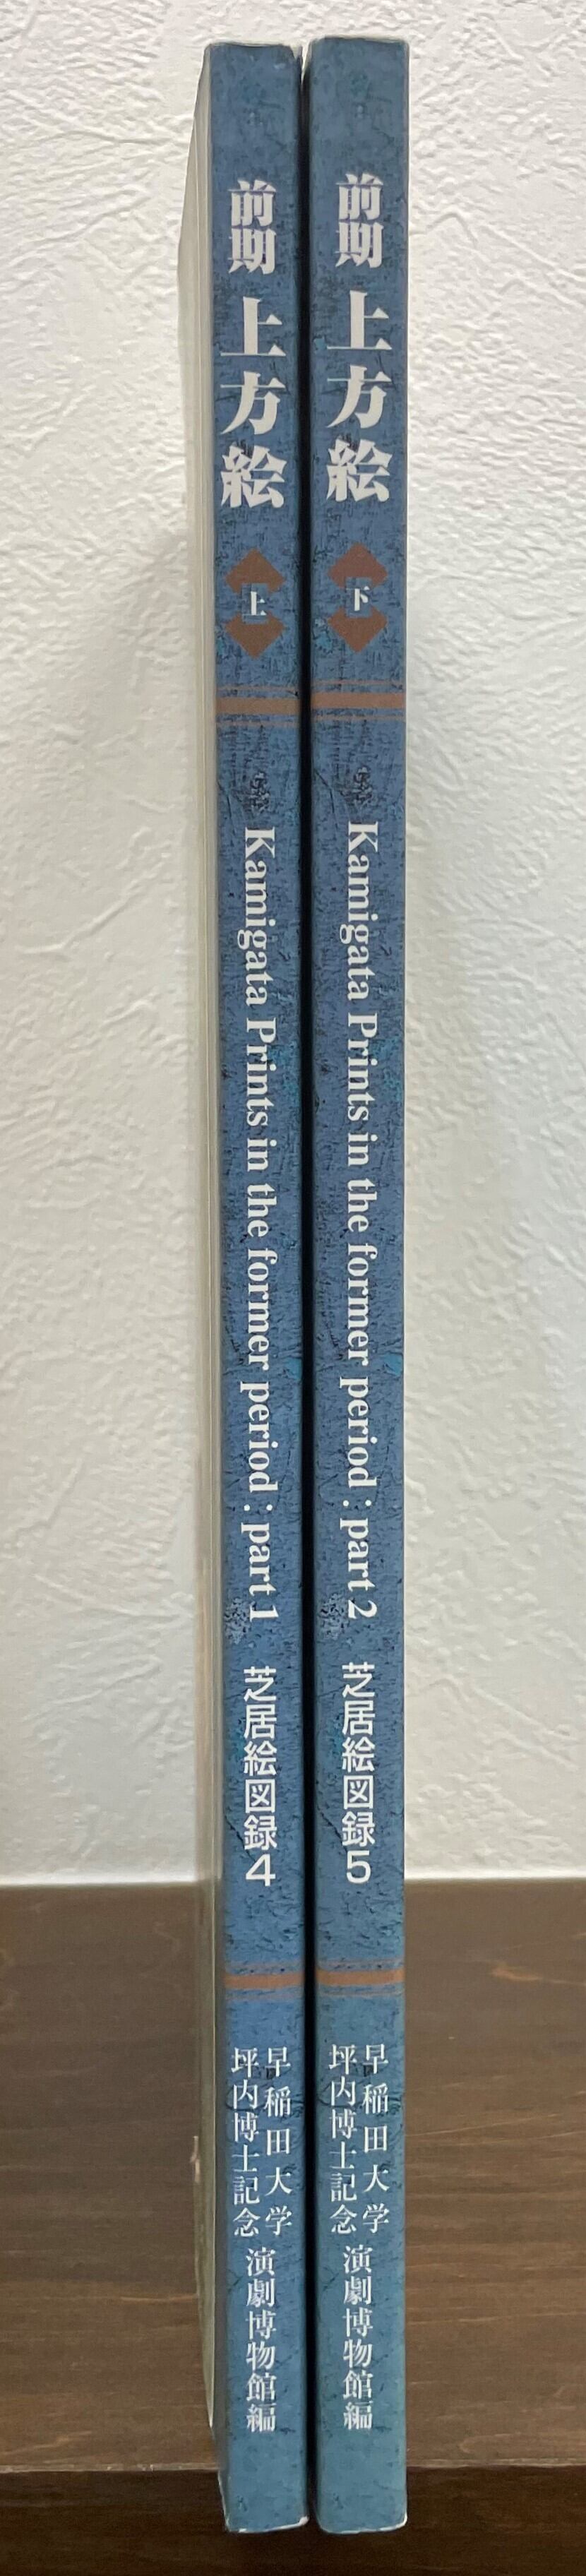 前期 上方絵
上
Kamigata Prints in the former period : part 1
芝居絵図録4
早稲田大学
坪内博士記念
演劇博物館編
前期 上方絵
下
Kamigata Prints in the former period : part 2
芝居絵図録5
早稲田大学
坪内博士記念
演劇博物館編